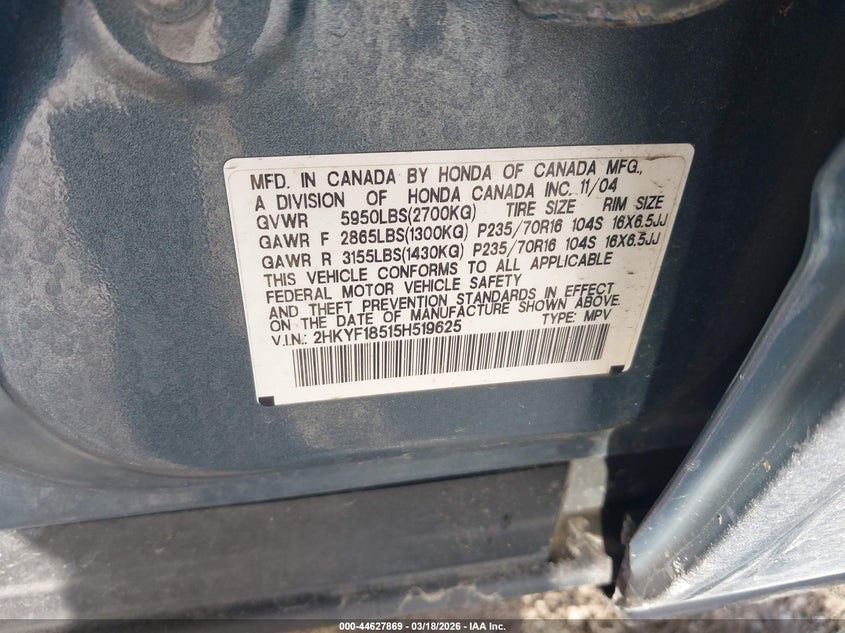 MFD. IN CANADA BY HONDA OF CANADA MFG.,
A DIVISION OF HONDA CANADA INC. 11/04
GVWR 5950LBS(2700KG) TIRE SIZE RIM SIZE
GAWR F 2865LBS(1300KG) P235/70R16 104S 16X6.5JJ
GAWR R 3155LBS(1430KG) P235/70R16 104S 16X6.5JJ
THIS VEHICLE CONFORMS TO ALL APPLICABLE
FEDERAL MOTOR VEHICLE SAFETY
AND THEFT PREVENTION STANDARDS IN EFFECT
ON THE DATE OF MANUFACTURE SHOWN ABOVE.
V.I.N.: 2HKYF18515H519625 TYPE: MPV
000-44627869 - 03/18/2026 - IAA Inc.